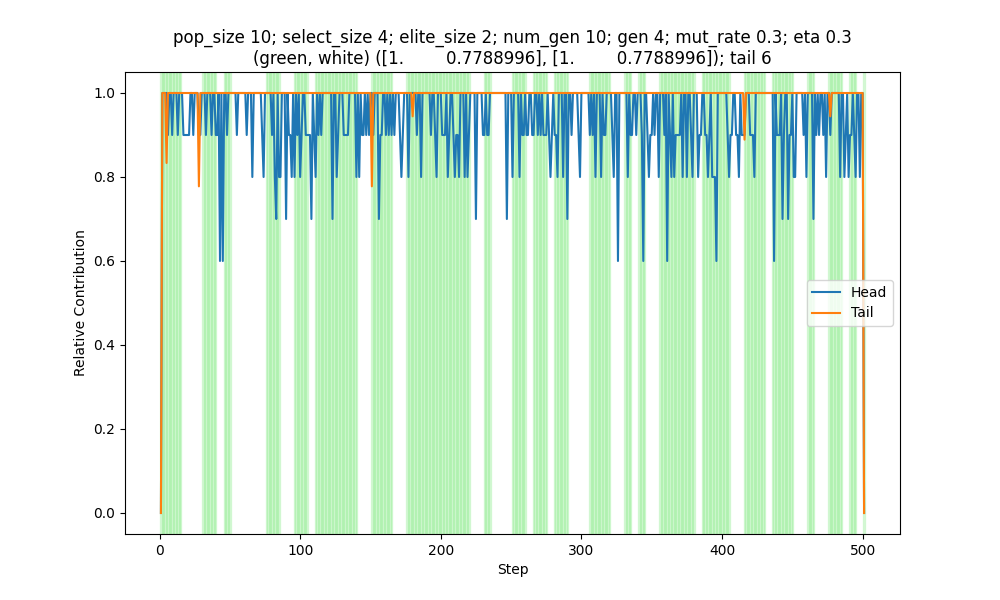 pop_size 10; select_size 4; elite_size 2; num_gen 10; gen 4; mut_rate 0.3; eta 0.3
(green, white) ([1.        0.7788996], [1.        0.7788996]); tail 6
1.0
0.8
0.6
0.4
0.2
0.0
Relative Contribution
Head
Tail
0
100
200
300
400
500
Step